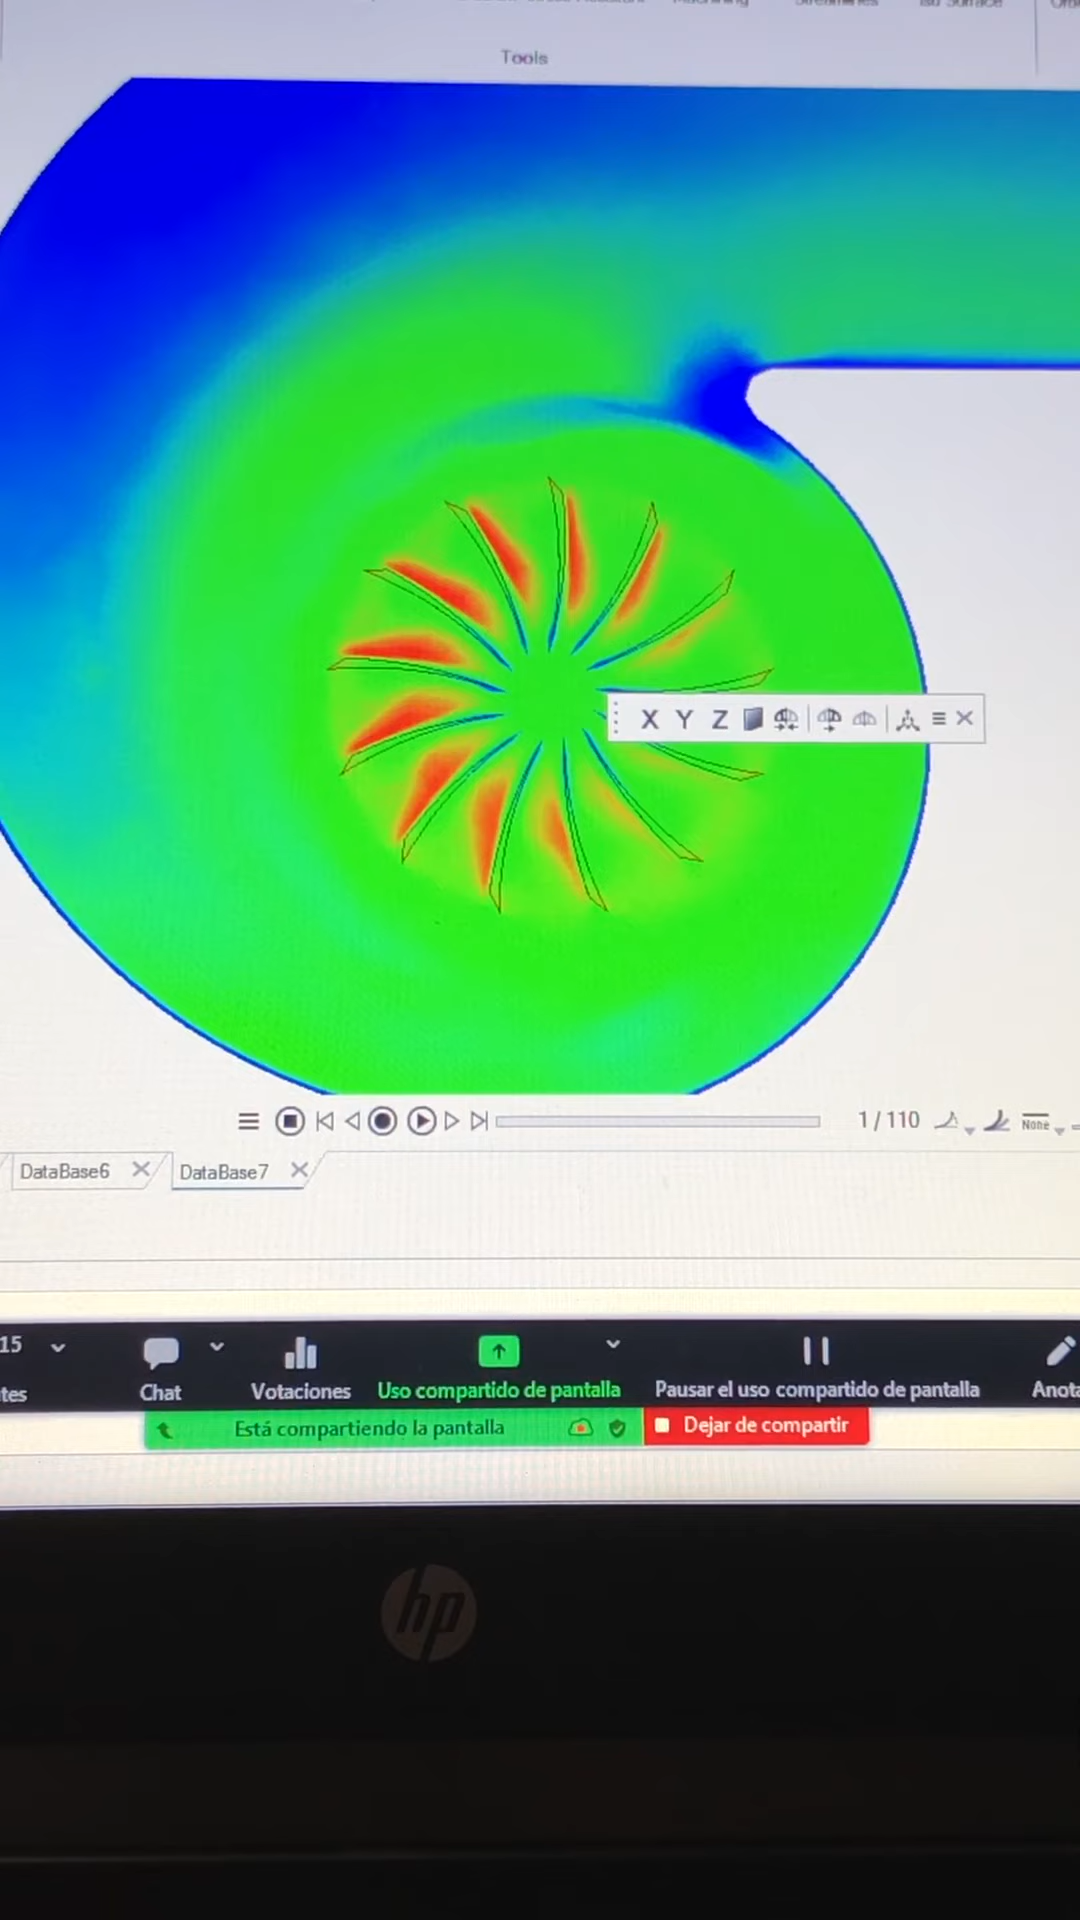 Tools
X Y Z
1 / 110
None
DataBase6
DataBase7
15
Chat
Votaciones
Uso compartido de pantalla
Pausar el uso compartido de pantalla
Está compartiendo la pantalla
Dejar de compartir
hp